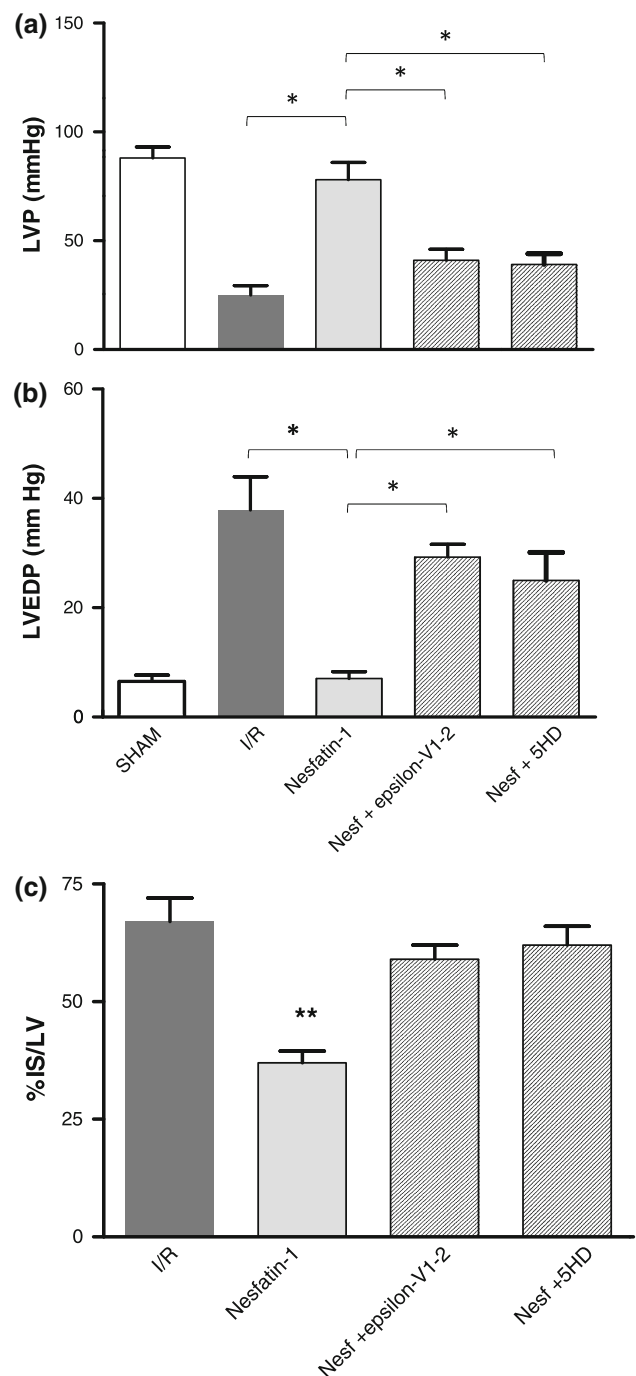 (a)
150
100
50
0
LVP (mmHg)
*
*
*
(b)
60
40
20
0
LVEDP (mm Hg)
*
*
*
SHAM
I/R
Nesfatin-1
Nesf + epsilon-V1-2
Nesf + 5HD
(c)
75
50
25
0
%IS/LV
**
I/R
Nesfatin-1
Nesf +epsilon-V1-2
Nesf +5HD